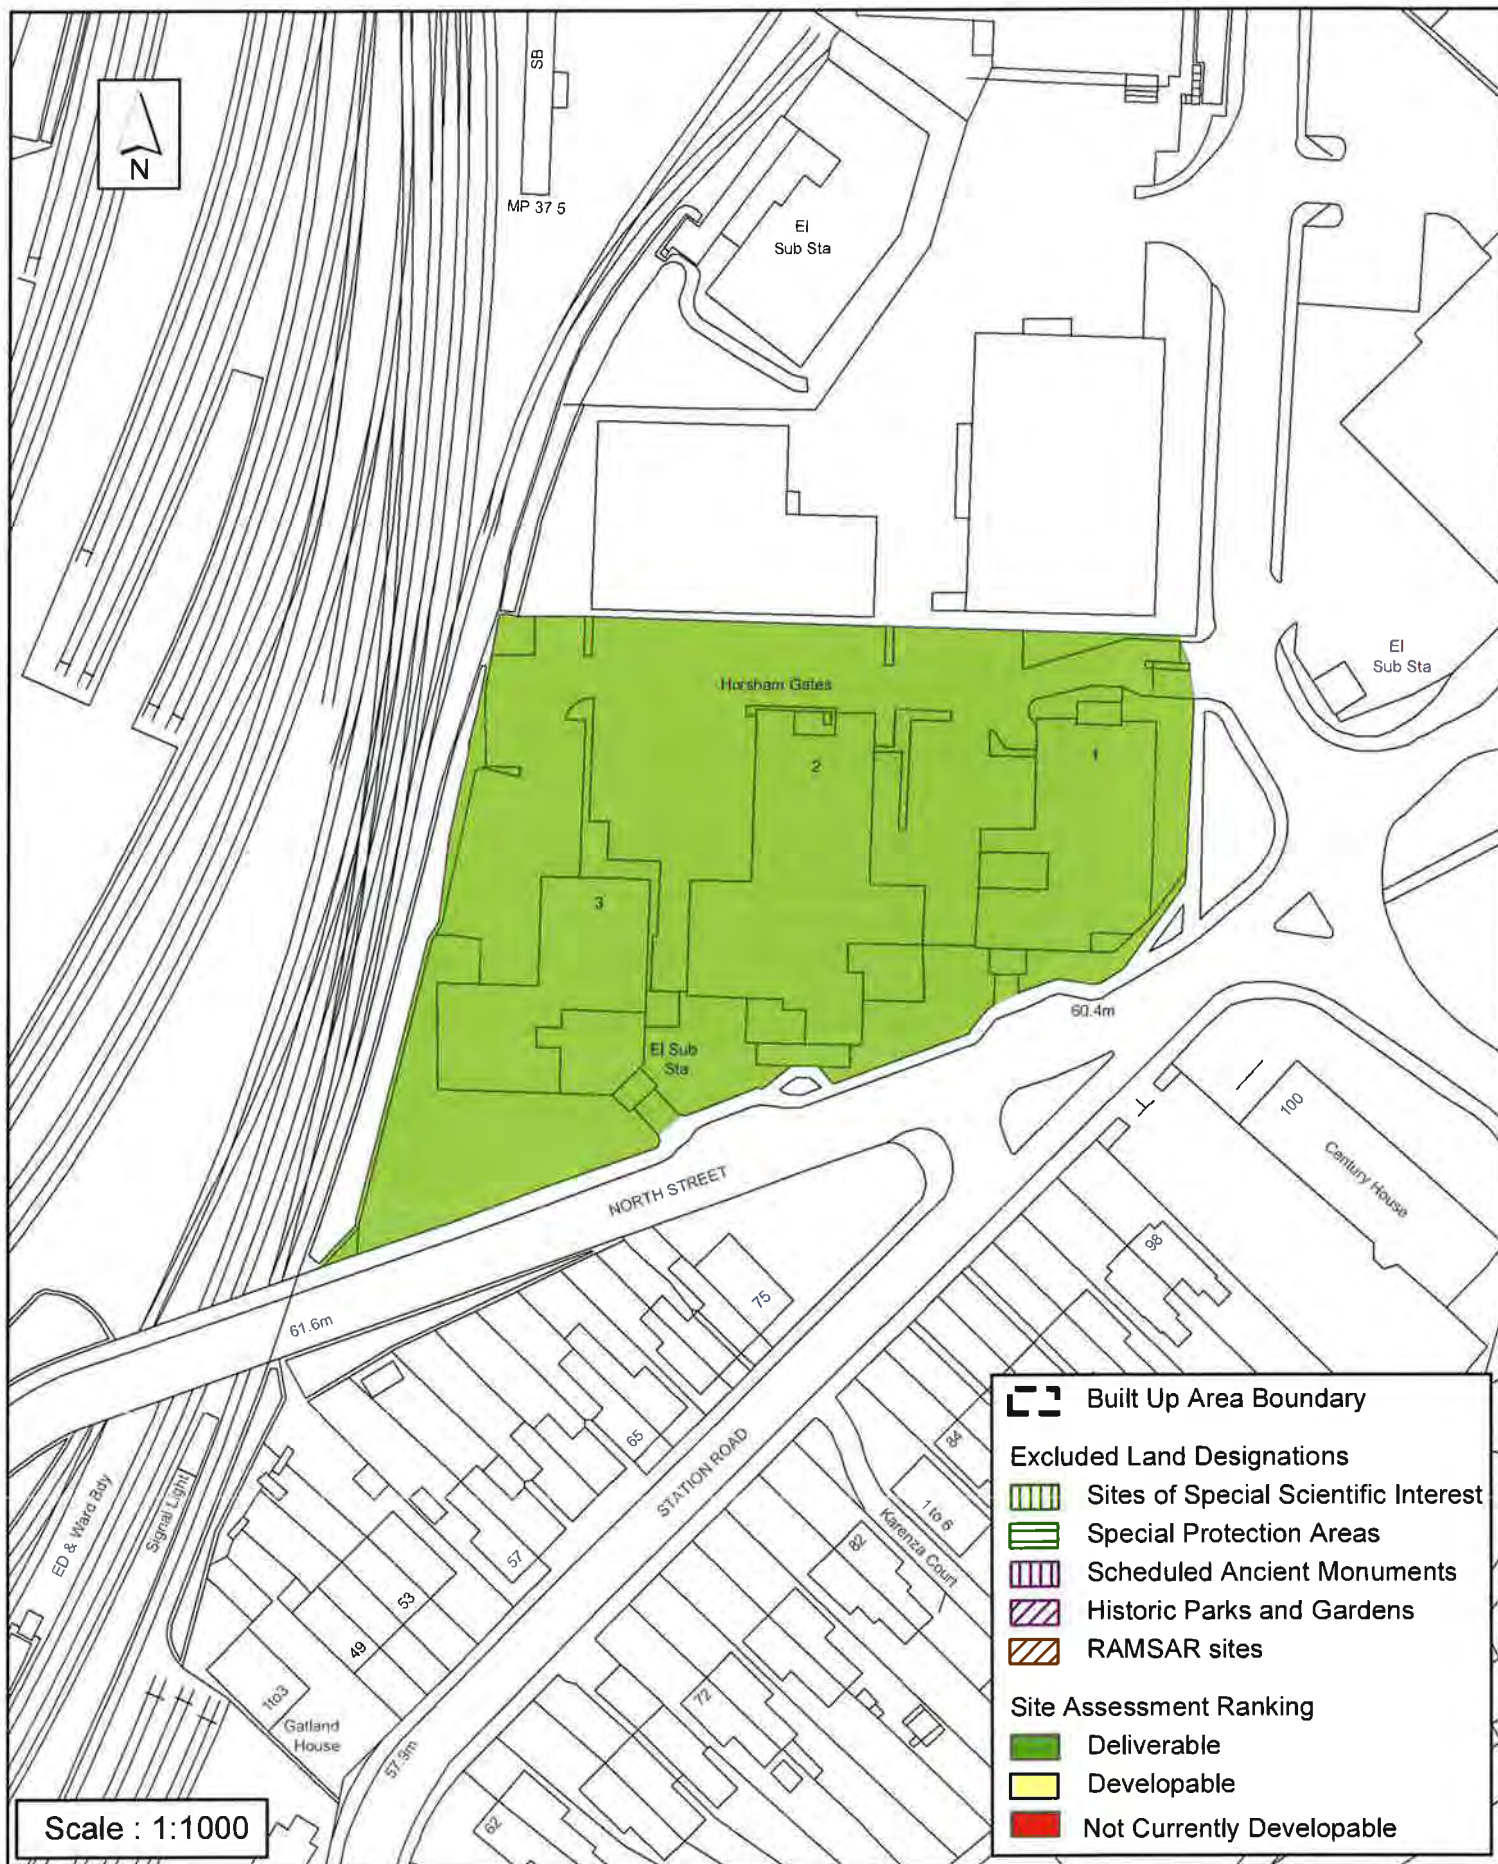 SB
N
MP 37 5
El
Sub Sta
El
Sub Sta
Horsham Gates
2
1
3
El Sub
Sta
60.4m
NORTH STREET
100
Century House
98
75
61.6m
65
84
STATION ROAD
1 to 6
Karenza Court
82
ED & Ward Bdy
Signal Light
57
53
49
1to3
Gatland
House
72
57.9m
62
Scale : 1:1000
Built Up Area Boundary
Excluded Land Designations
Sites of Special Scientific Interest
Special Protection Areas
Scheduled Ancient Monuments
Historic Parks and Gardens
RAMSAR sites
Site Assessment Ranking
Deliverable
Developable
Not Currently Developable